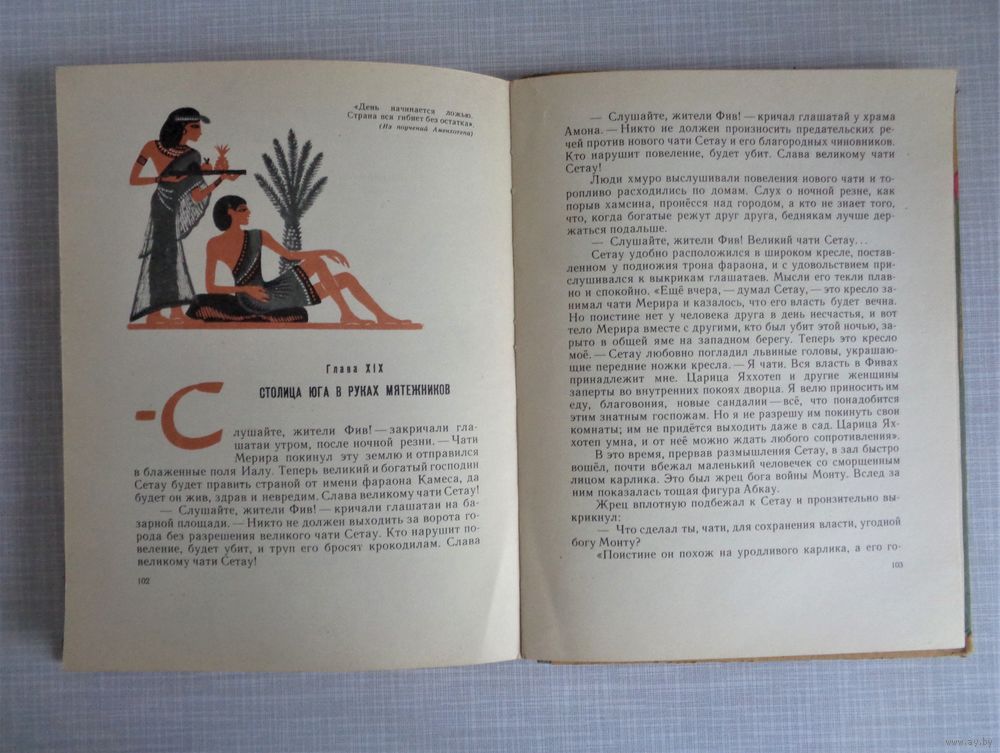 «День начинается ложью.
Страна вся гибнет без остатка».
(Из поучений Аменхотепа)
Глава XIX
СТОЛИЦА ЮГА В РУКАХ МЯТЕЖНИКОВ
-С
лушайте, жители Фив! — закричали гла-
шатаи утром, после ночной резни. — Чати
Мерира покинул эту землю и отправился
в блаженные поля Иалу. Теперь великий и богатый господин
Сетау будет править страной от имени фараона Камеса, да
будет он жив, здрав и невредим. Слава великому чати Сетау!
— Слушайте, жители Фив! — кричали глашатаи на ба-
зарной площади. — Никто не должен выходить за ворота го-
рода без разрешения великого чати Сетау. Кто нарушит по-
веление, будет убит, и труп его бросят крокодилам. Слава
великому чати Сетау!
102
— Слушайте, жители Фив! — кричал глашатай у храма
Амона. — Никто не должен произносить предательских ре-
чей против нового чати Сетау и его благородных чиновников.
Кто нарушит повеление, будет убит. Слава великому чати
Сетау!
Люди хмуро выслушивали повеления нового чати и то-
ропливо расходились по домам. Слух о ночной резне, как
порыв хамсина, пронёсся над городом, а кто не знает того,
что, когда богатые режут друг друга, беднякам лучше дер-
жаться подальше.
— Слушайте, жители Фив! Великий чати Сетау...
Сетау удобно расположился в широком кресле, постав-
ленном у подножия трона фараона, и с удовольствием при-
слушивался к выкрикам глашатаев. Мысли его текли плав-
но и спокойно. «Ещё вчера, — думал Сетау, — это кресло за-
нимал чати Мерира и казалось, что его власть будет вечна.
Но поистине нет у человека друга в день несчастья, и вот
тело Мерира вместе с другими, кто был убит этой ночью, за-
рыто в общей яме на западном берегу. Теперь это кресло
моё. — Сетау любовно погладил львиные головы, украшаю-
щие передние ножки кресла. — Я чати. Вся власть в Фивах
принадлежит мне. Царица Яххотеп и другие женщины
заперты во внутренних покоях дворца. Я велю приносить им
еду, благовония, новые сандалии — всё, что понадобится
этим знатным госпожам. Но я не разрешу им покинуть свои
комнаты; им не придётся выходить даже в сад. Царица Ях-
хотеп умна, и от неё можно ждать любого сопротивления».
В это время, прервав размышления Сетау, в зал быстро
вошёл, почти вбежал маленький человечек со сморщенным
лицом карлика. Это был жрец бога войны Монту. Вслед за
ним показалась тощая фигура Абкау.
Жрец вплотную подбежал к Сетау и пронзительно вы-
крикнул:
— Что сделал ты, чати, для сохранения власти, угодной
богу Монту?
«Поистине он похож на уродливого карлика, а его го-
103
www.ay.by